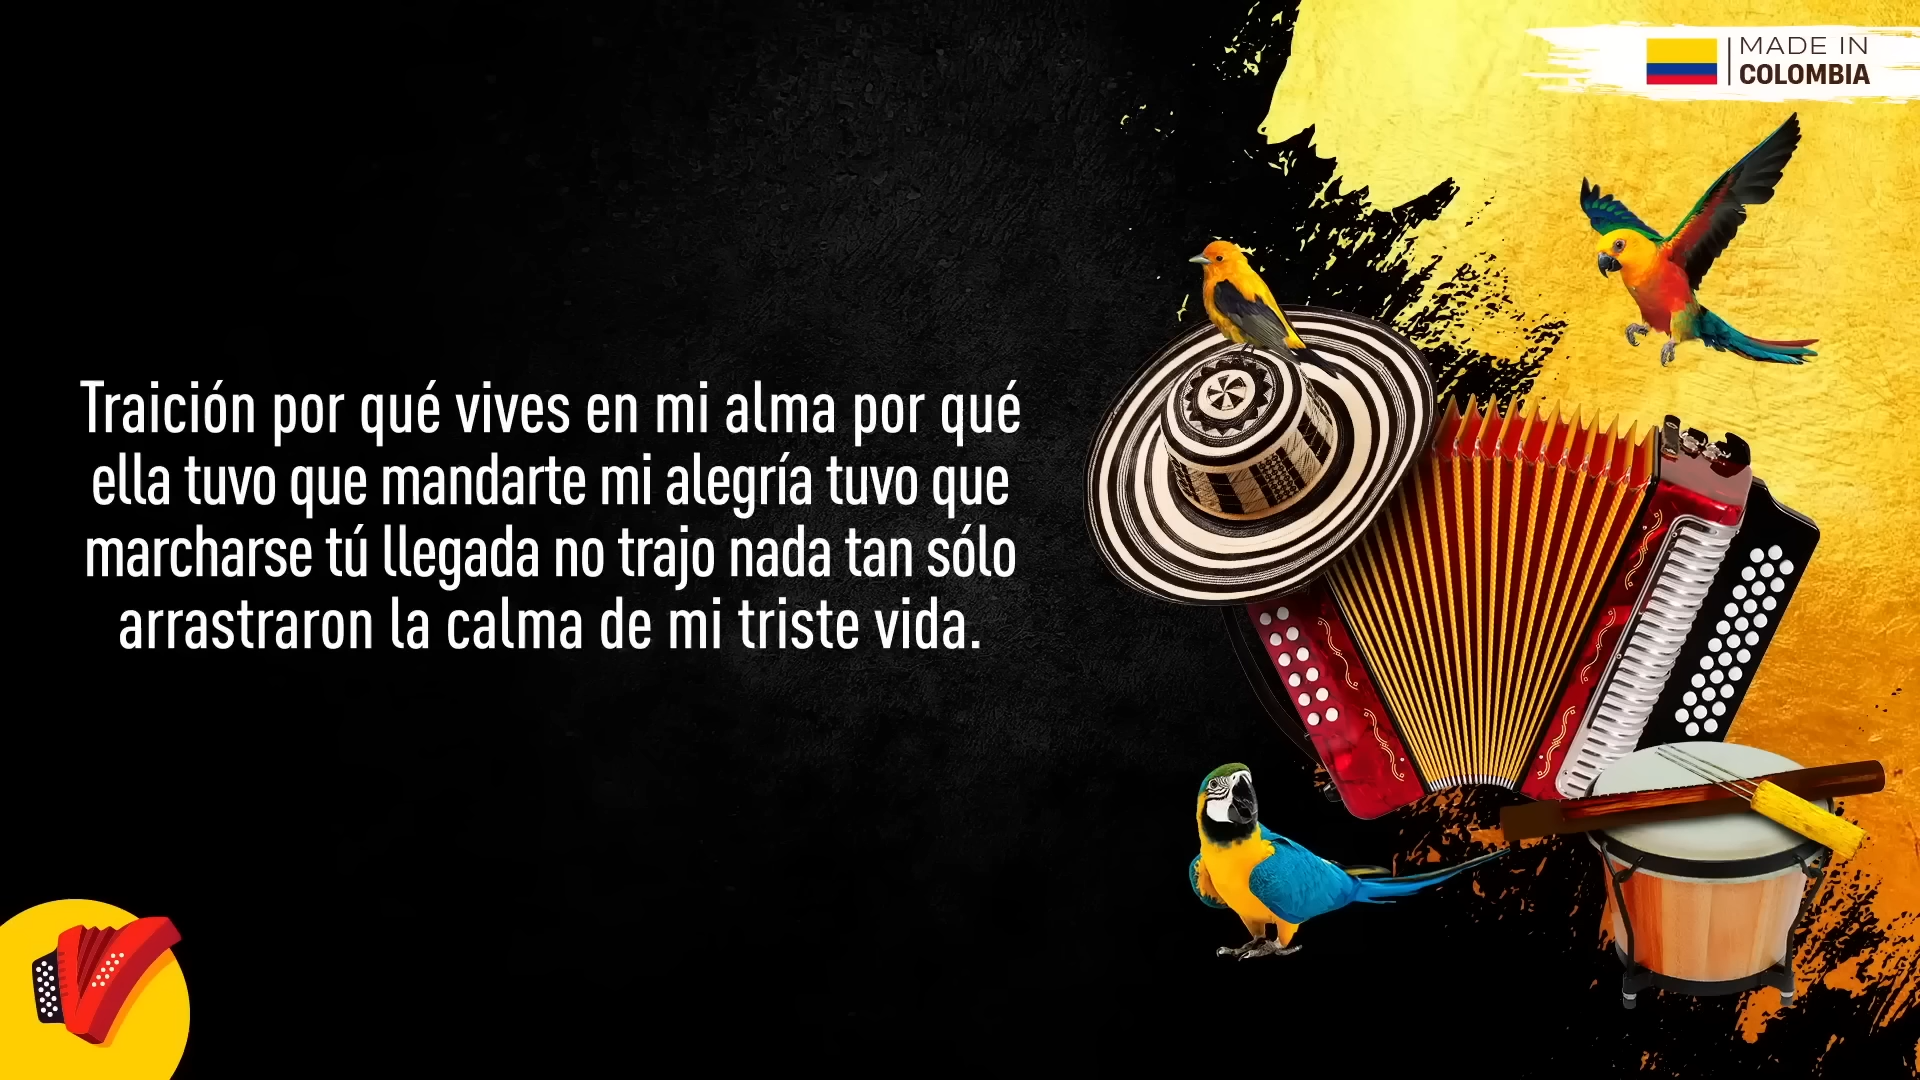 MADE IN
COLOMBIA
Traición por qué vives en mi alma por qué
ella tuvo que mandarte mi alegría tuvo que
marcharse tú llegada no trajo nada tan sólo
arrastraron la calma de mi triste vida.